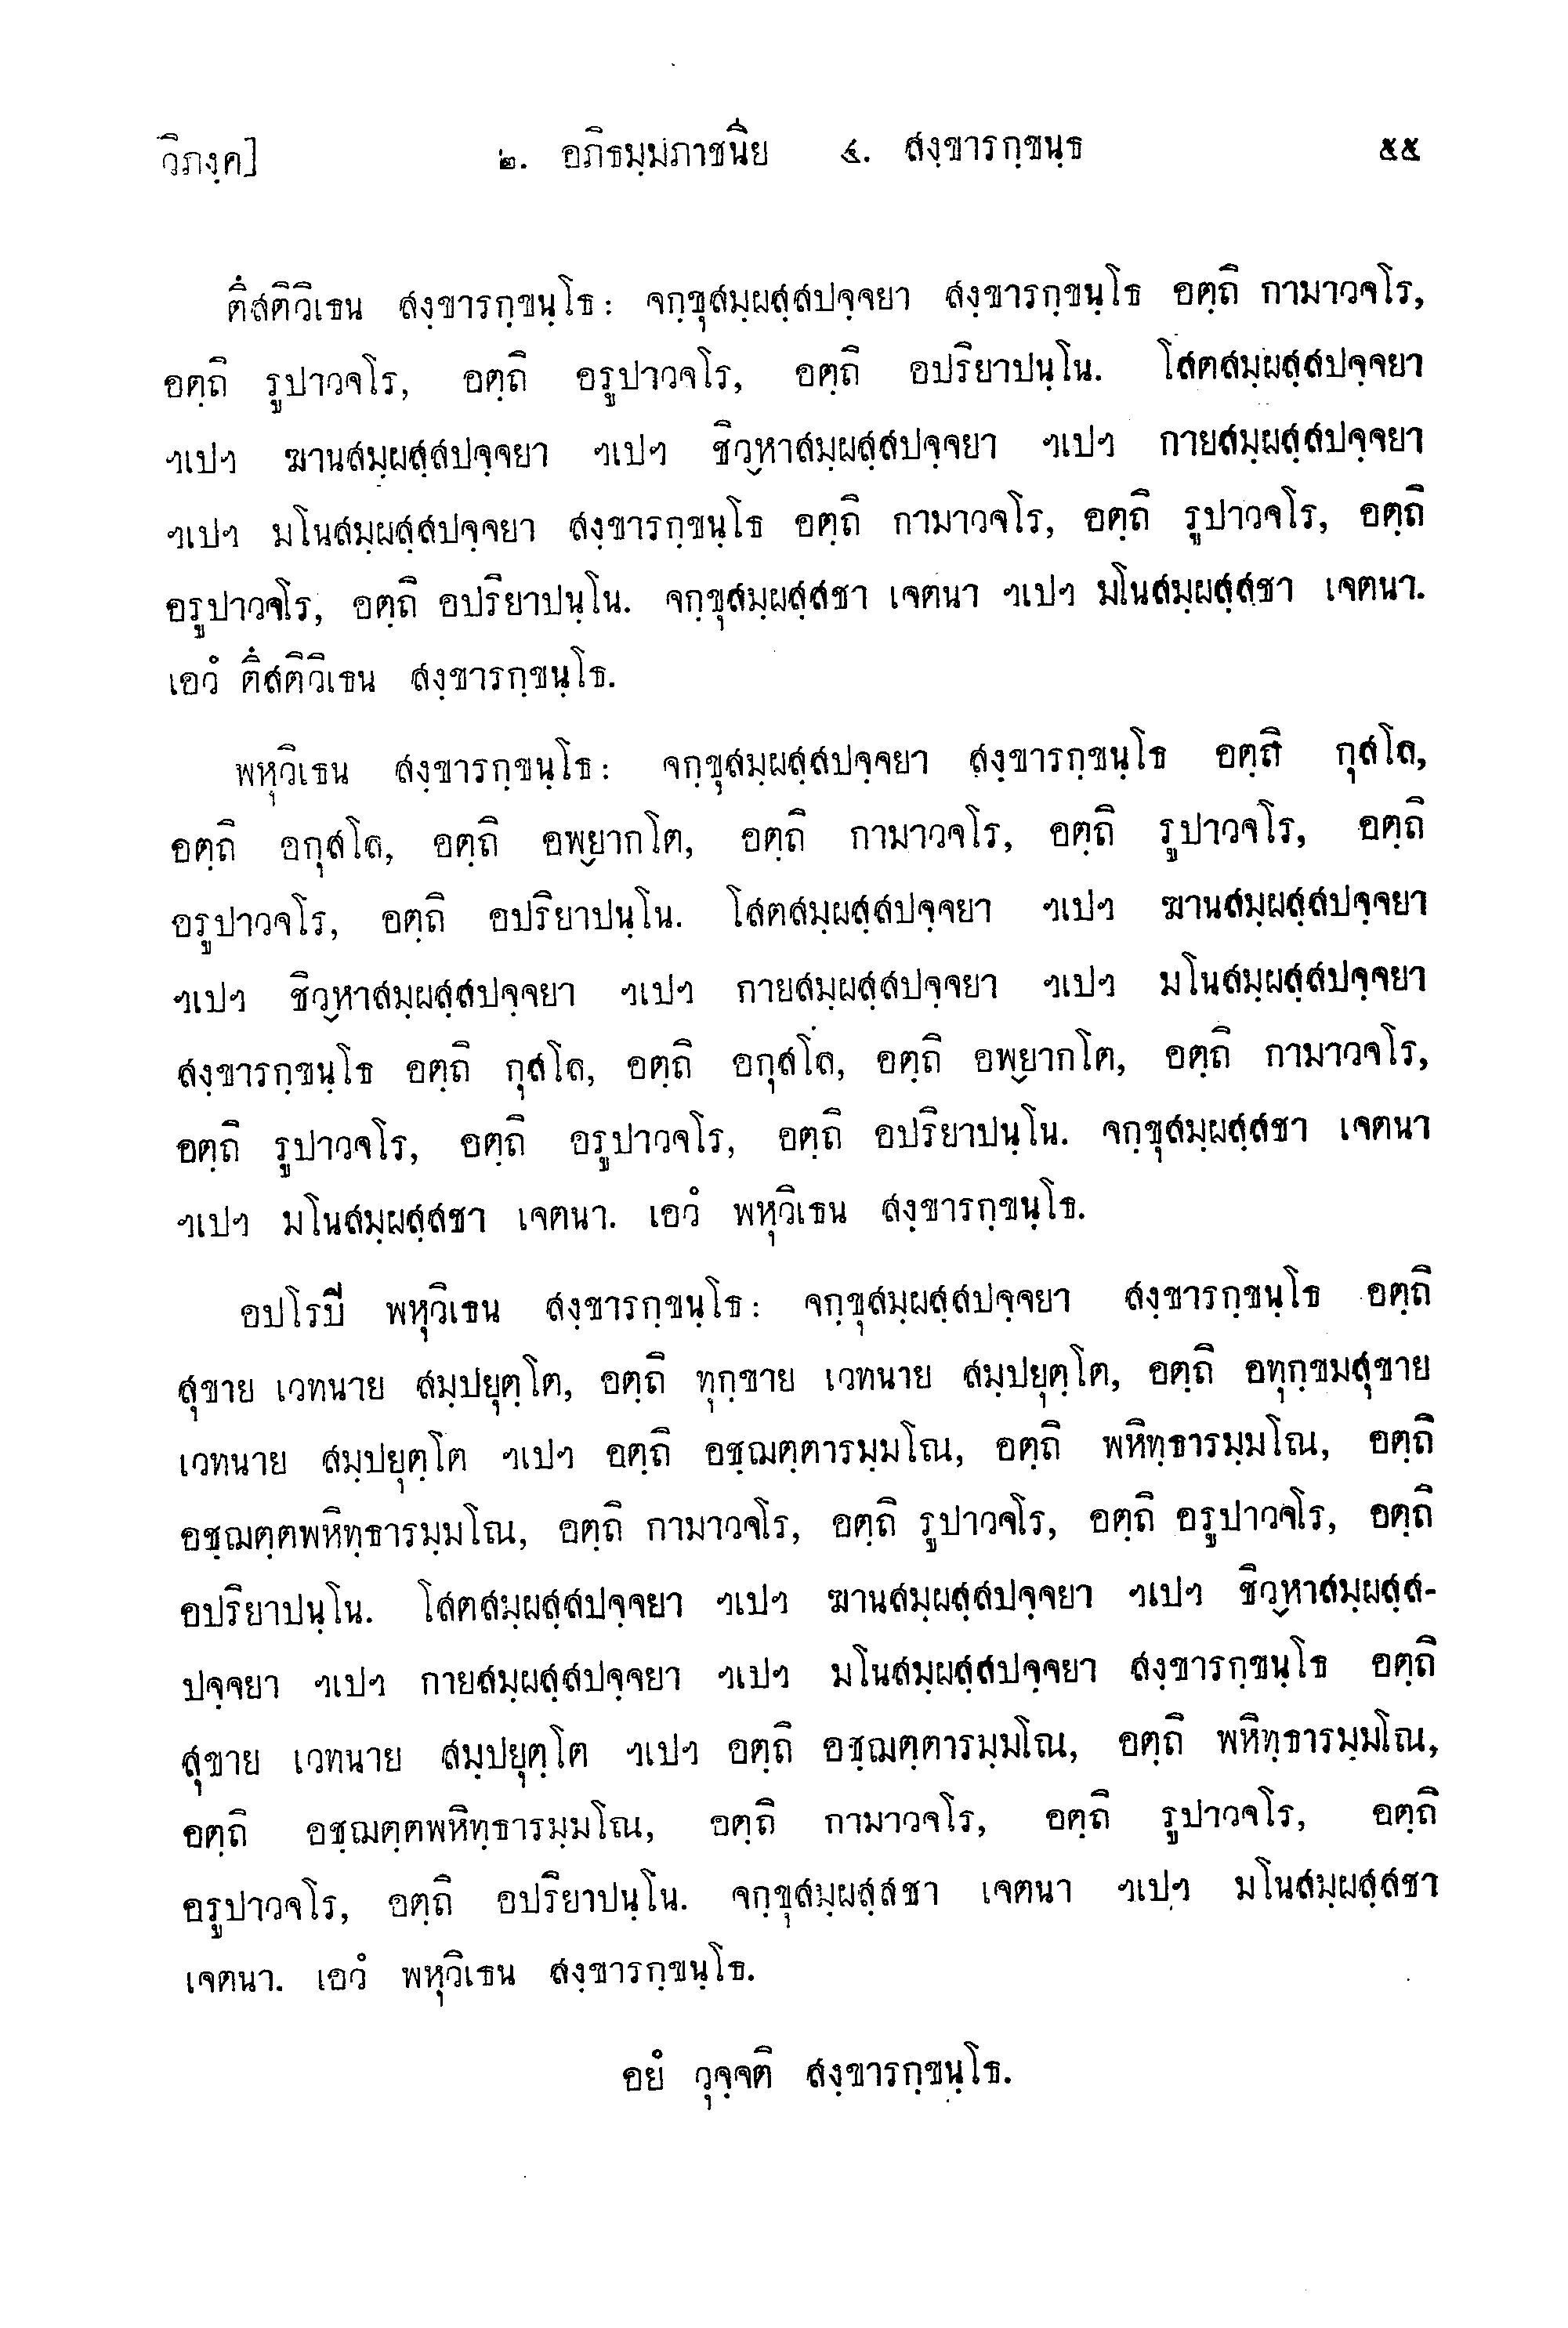 วิภงฺค] ๒. อภิธมฺมภาชนีย ๔. สงฺขารกฺขนฺธ ๕๕
ตึสติวิเธน สงฺขารกฺขนฺโธ: จกฺขุสมฺผสฺสปจฺจยา สงฺขารกฺขนฺโธ อตฺถิ กามาวจโร,
อตฺถิ รูปาวจโร, อตฺถิ อรูปาวจโร, อตฺถิ อปริยาปนฺโน. โสตสมฺผสฺสปจฺจยา
ฯเปฯ ฆานสมฺผสฺสปจฺจยา ฯเปฯ ชิวฺหาสมฺผสฺสปจฺจยา ฯเปฯ กายสมฺผสฺสปจฺจยา
ฯเปฯ มโนสมฺผสฺสปจฺจยา สงฺขารกฺขนฺโธ อตฺถิ กามาวจโร, อตฺถิ รูปาวจโร, อตฺถิ
อรูปาวจโร, อตฺถิ อปริยาปนฺโน. จกฺขุสมฺผสฺสชา เจตนา ฯเปฯ มโนสมฺผสฺสชา เจตนา.
เอวํ ตึสติวิเธน สงฺขารกฺขนฺโธ.
พหุวิเธน สงฺขารกฺขนฺโธ: จกฺขุสมฺผสฺสปจฺจยา สงฺขารกฺขนฺโธ อตฺถิ กุสโล,
อตฺถิ อกุสโล, อตฺถิ อพฺยากโต, อตฺถิ กามาวจโร, อตฺถิ รูปาวจโร, อตฺถิ
อรูปาวจโร, อตฺถิ อปริยาปนฺโน. โสตสมฺผสฺสปจฺจยา ฯเปฯ ฆานสมฺผสฺสปจฺจยา
ฯเปฯ ชิวฺหาสมฺผสฺสปจฺจยา ฯเปฯ กายสมฺผสฺสปจฺจยา ฯเปฯ มโนสมฺผสฺสปจฺจยา
สงฺขารกฺขนฺโธ อตฺถิ กุสโล, อตฺถิ อกุสโล, อตฺถิ อพฺยากโต, อตฺถิ กามาวจโร,
อตฺถิ รูปาวจโร, อตฺถิ อรูปาวจโร, อตฺถิ อปริยาปนฺโน. จกฺขุสมฺผสฺสชา เจตนา
ฯเปฯ มโนสมฺผสฺสชา เจตนา. เอวํ พหุวิเธน สงฺขารกฺขนฺโธ.
อปโรปิ พหุวิเธน สงฺขารกฺขนฺโธ: จกฺขุสมฺผสฺสปจฺจยา สงฺขารกฺขนฺโธ อตฺถิ
สุขาย เวทนาย สมฺปยุตฺโต, อตฺถิ ทุกฺขาย เวทนาย สมฺปยุตฺโต, อตฺถิ อทุกฺขมสุขาย
เวทนาย สมฺปยุตฺโต ฯเปฯ อตฺถิ อชฺฌตฺตารมฺมโณ, อตฺถิ พหิทฺธารมฺมโณ, อตฺถิ
อชฺฌตฺตพหิทฺธารมฺมโณ, อตฺถิ กามาวจโร, อตฺถิ รูปาวจโร, อตฺถิ อรูปาวจโร, อตฺถิ
อปริยาปนฺโน. โสตสมฺผสฺสปจฺจยา ฯเปฯ ฆานสมฺผสฺสปจฺจยา ฯเปฯ ชิวฺหาสมฺผสฺส-
ปจฺจยา ฯเปฯ กายสมฺผสฺสปจฺจยา ฯเปฯ มโนสมฺผสฺสปจฺจยา สงฺขารกฺขนฺโธ อตฺถิ
สุขาย เวทนาย สมฺปยุตฺโต ฯเปฯ อตฺถิ อชฺฌตฺตารมฺมโณ, อตฺถิ พหิทฺธารมฺมโณ,
อตฺถิ อชฺฌตฺตพหิทฺธารมฺมโณ, อตฺถิ กามาวจโร, อตฺถิ รูปาวจโร, อตฺถิ
อรูปาวจโร, อตฺถิ อปริยาปนฺโน. จกฺขุสมฺผสฺสชา เจตนา ฯเปฯ มโนสมฺผสฺสชา
เจตนา. เอวํ พหุวิเธน สงฺขารกฺขนฺโธ.
อยํ วุจฺจติ สงฺขารกฺขนฺโธ.